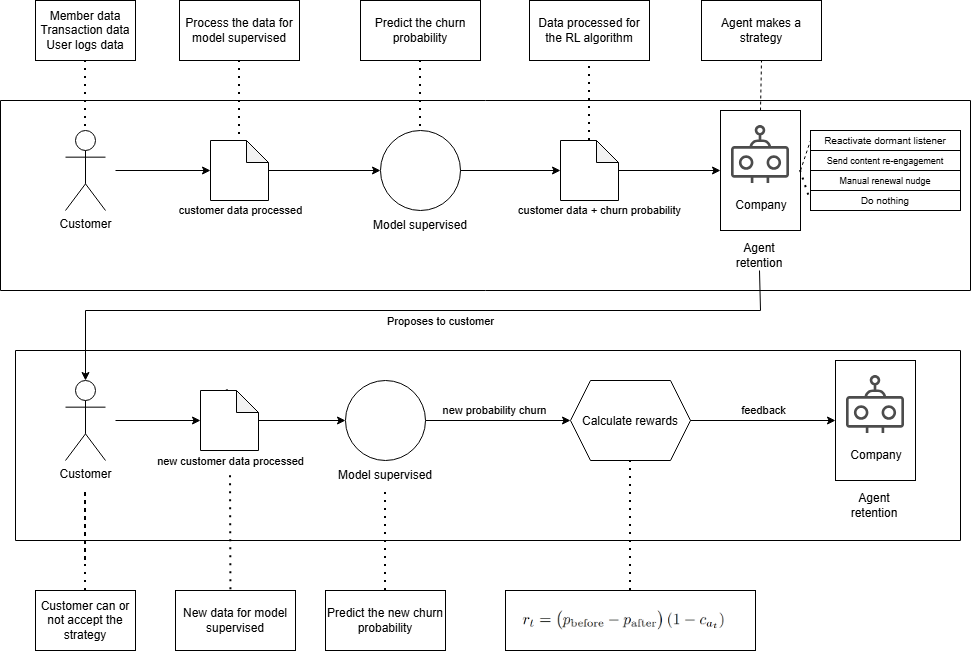 Member data
Transaction data
User logs data
Process the data for
model supervised
Predict the churn
probability
Data processed for
the RL algorithm
Agent makes a
strategy
Customer
customer data processed
Model supervised
customer data + churn probability
Company
Reactivate dormant listener
Send content re-engagement
Manual renewal nudge
Do nothing
Agent
retention
Proposes to customer
Customer
new customer data processed
Model supervised
new probability churn
Calculate rewards
feedback
Company
Agent
retention
Customer can or
not accept the
strategy
New data for model
supervised
Predict the new churn
probability
r_t = (p_before − p_after) (1 − c_{a_t})